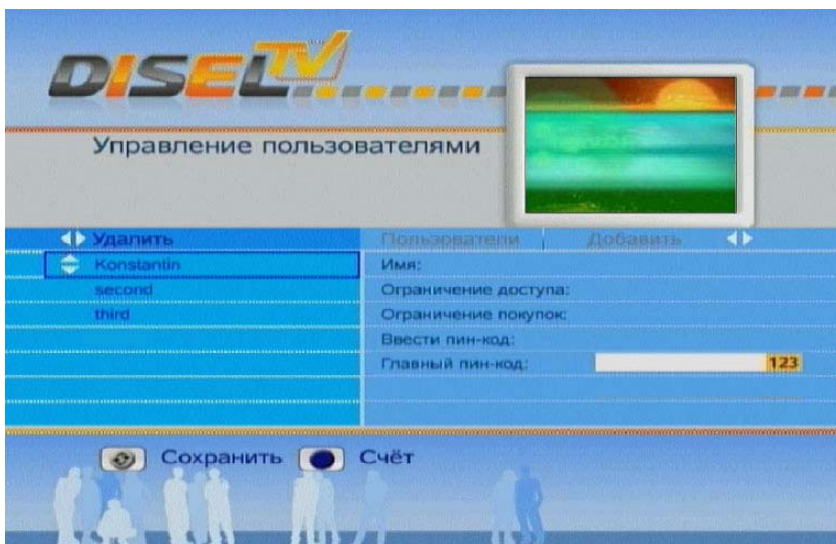 DISEL TV
Управление пользователями
Удалить
Пользователи Добавить
Konstantin
second
third
Имя:
Ограничение доступа:
Ограничение покупок:
Ввести пин-код:
Главный пин-код: 123
Сохранить Счёт